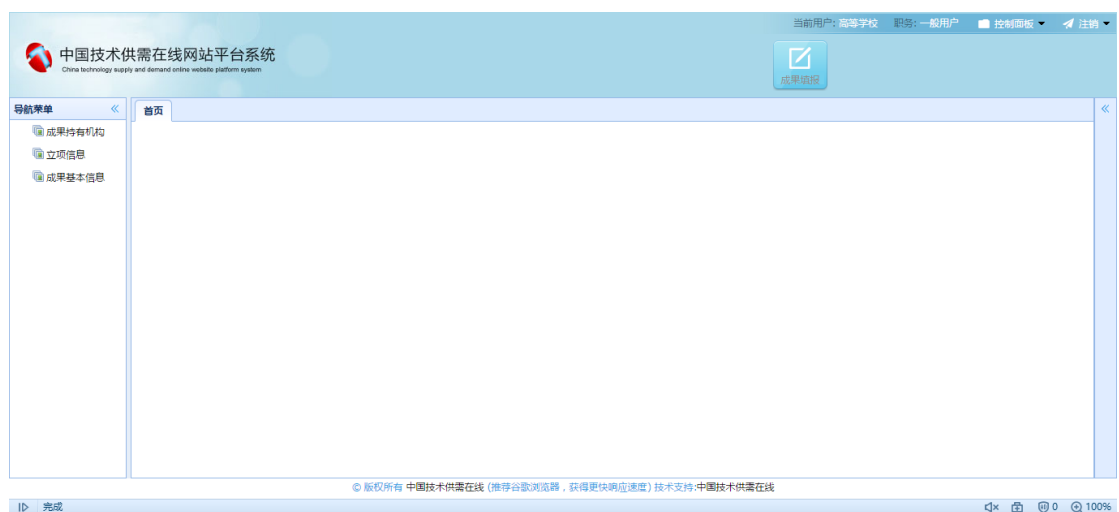 当前用户: 高等学校 职务: 一般用户 控制面板 注销
中国技术供需在线网站平台系统
China technology supply and demand online website platform system
成果填报
导航菜单 首页
成果持有机构
立项信息
成果基本信息
© 版权所有 中国技术供需在线 (推荐谷歌浏览器，获得更快响应速度) 技术支持:中国技术供需在线
完成 0 100%